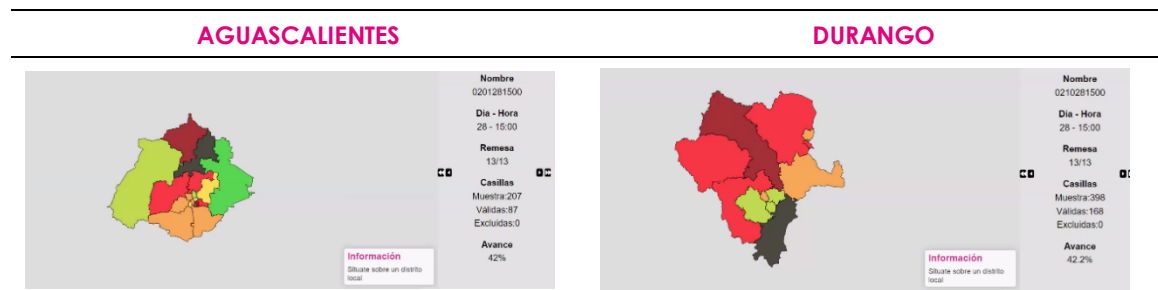 AGUASCALIENTES
DURANGO
Nombre
0201281500
Día - Hora
28 - 15:00
Remesa
13/13
Casillas
Muestra:207
Válidas:87
Excluidas:0
Avance
42%
Información
Situate sobre un distrito
local
Nombre
0210281500
Día - Hora
28 - 15:00
Remesa
13/13
Casillas
Muestra:398
Válidas:168
Excluidas:0
Avance
42.2%
Información
Situate sobre un distrito
local